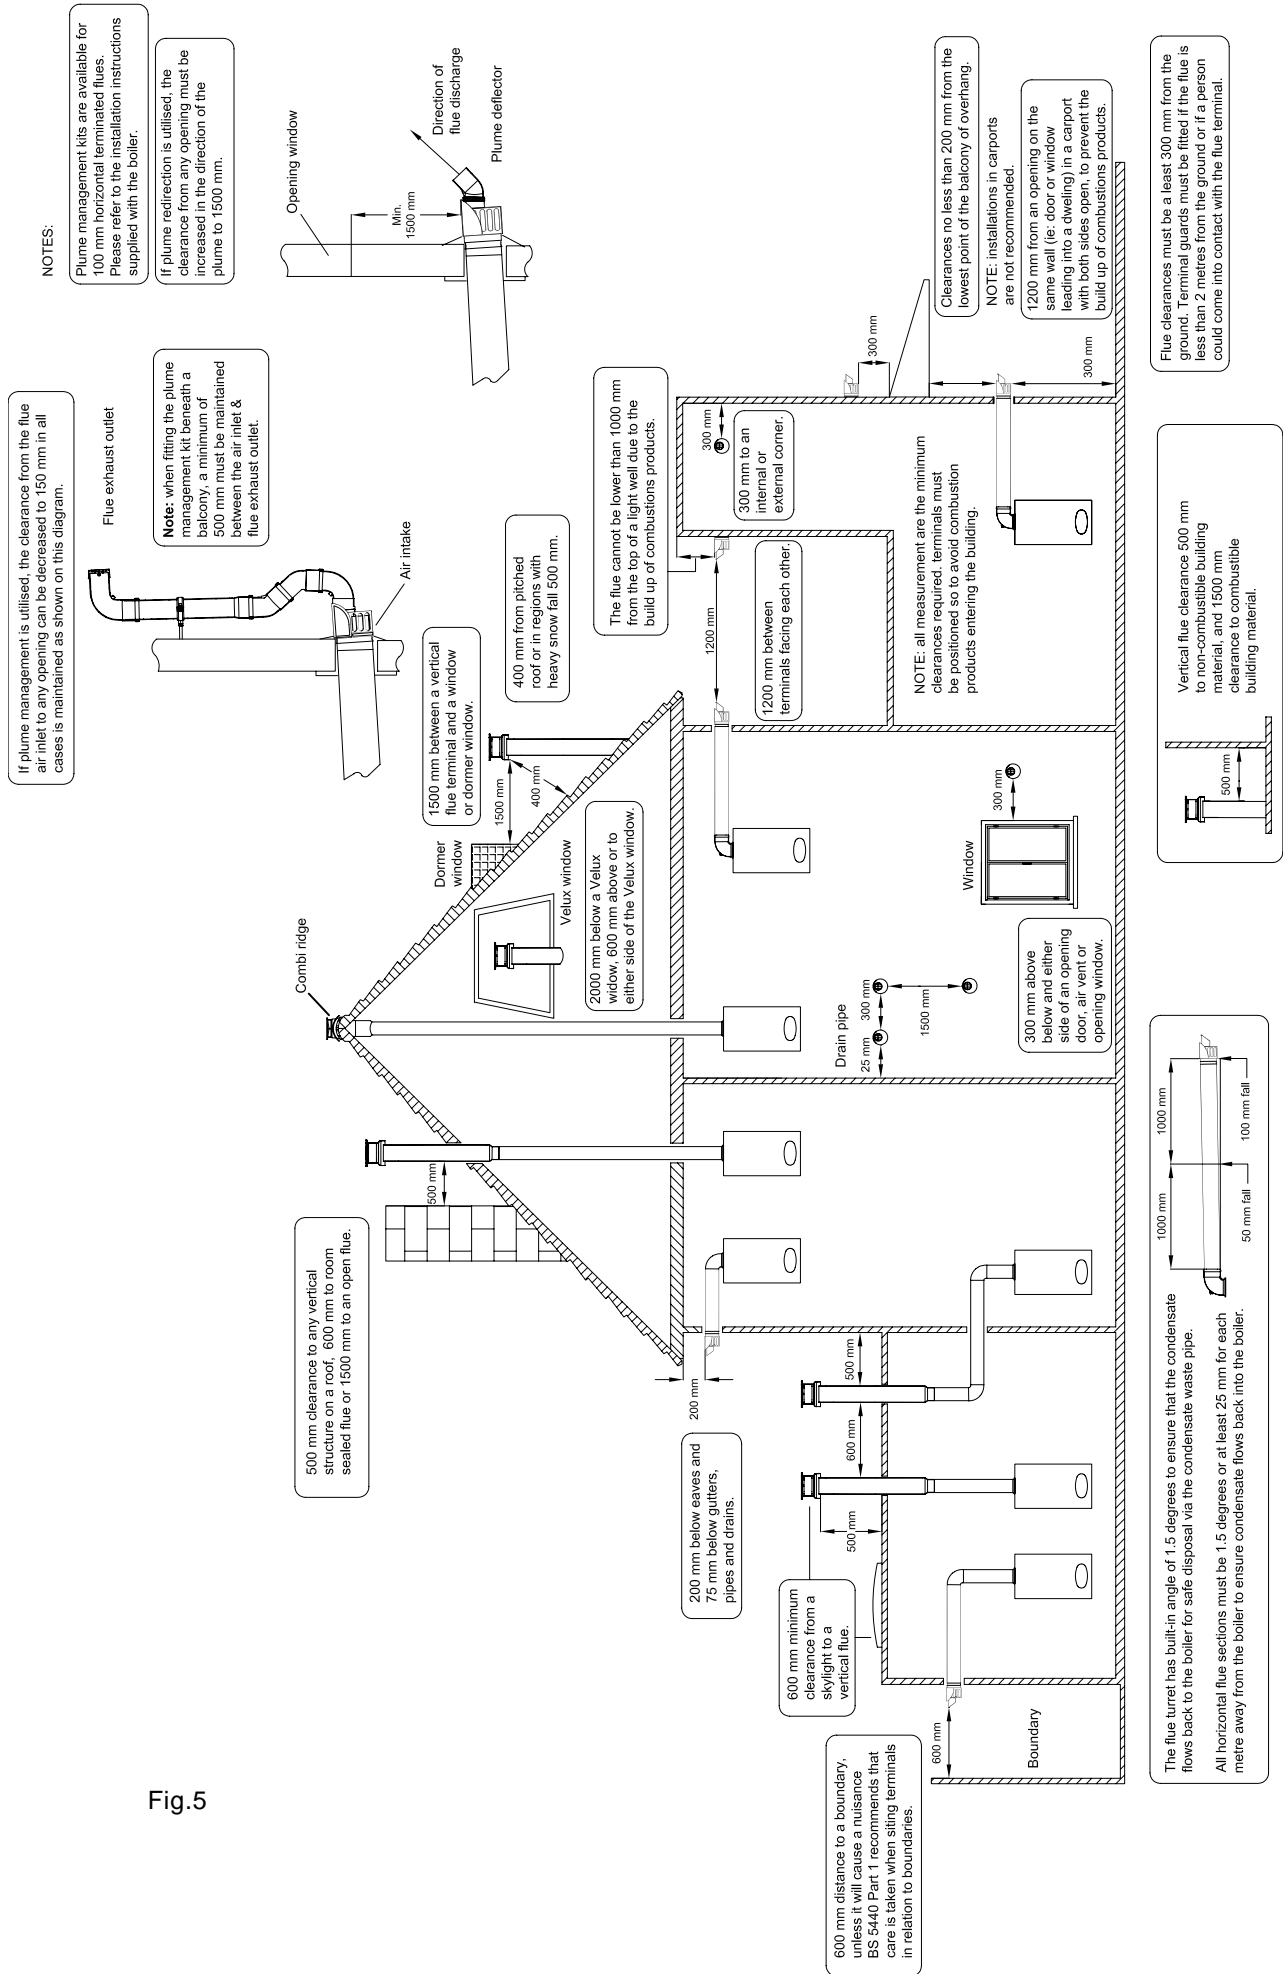 If plume management is utilised, the clearance from the flue
air inlet to any opening can be decreased to 150 mm in all
cases is maintained as shown on this diagram.
Flue exhaust outlet
Note: when fitting the plume
management kit beneath a
balcony, a minimum of
500 mm must be maintained
between the air inlet &
flue exhaust outlet.
Air intake
NOTES:
Plume management kits are available for
100 mm horizontal terminated flues.
Please refer to the installation instructions
supplied with the boiler.
If plume redirection is utilised, the
clearance from any opening must be
increased in the direction of the
plume to 1500 mm.
Opening window
Min.
1500 mm
Direction of
flue discharge
Plume deflector
500 mm clearance to any vertical
structure on a roof, 600 mm to room
sealed flue or 1500 mm to an open flue.
500 mm
Combi ridge
Dormer
window
1500 mm between a vertical
flue terminal and a window
or dormer window.
1500 mm
400 mm
400 mm from pitched
roof or in regions with
heavy snow fall 500 mm.
Velux window
2000 mm below a Velux
widow, 600 mm above or to
either side of the Velux window.
The flue cannot be lower than 1000 mm
from the top of a light well due to the
build up of combustions products.
1200 mm
1200 mm between
terminals facing each other.
300 mm
300 mm to an
internal or
external corner.
300 mm
Clearances no less than 200 mm from the
lowest point of the balcony of overhang.
NOTE: installations in carports
are not recommended.
1200 mm from an opening on the
same wall (ie: door or window
leading into a dweling) in a carport
with both sides open, to prevent the
build up of combustions products.
300 mm
NOTE: all measurement are the minimum
clearances required. terminals must
be positioned so to avoid combustion
products entering the building.
200 mm
200 mm below eaves and
75 mm below gutters,
pipes and drains.
500 mm
600 mm
500 mm
600 mm minimum
clearance from a
skylight to a
vertical flue.
600 mm distance to a boundary,
unless it will cause a nuisance
BS 5440 Part 1 recommends that
care is taken when siting terminals
in relation to boundaries.
600 mm
Boundary
Drain pipe
25 mm
300 mm
1500 mm
Window
300 mm
300 mm above
below and either
side of an opening
door, air vent or
opening window.
The flue turret has built-in angle of 1.5 degrees to ensure that the condensate
flows back to the boiler for safe disposal via the condensate waste pipe.
All horizontal flue sections must be 1.5 degrees or at least 25 mm for each
metre away from the boiler to ensure condensate flows back into the boiler.
1000 mm
1000 mm
50 mm fall
100 mm fall
500 mm
Vertical flue clearance 500 mm
to non-combustible building
material, and 1500 mm
clearance to combustible
building material.
Flue clearances must be a least 300 mm from the
ground. Terminal guards must be fitted if the flue is
less than 2 metres from the ground or if a person
could come into contact with the flue terminal.
Fig.5